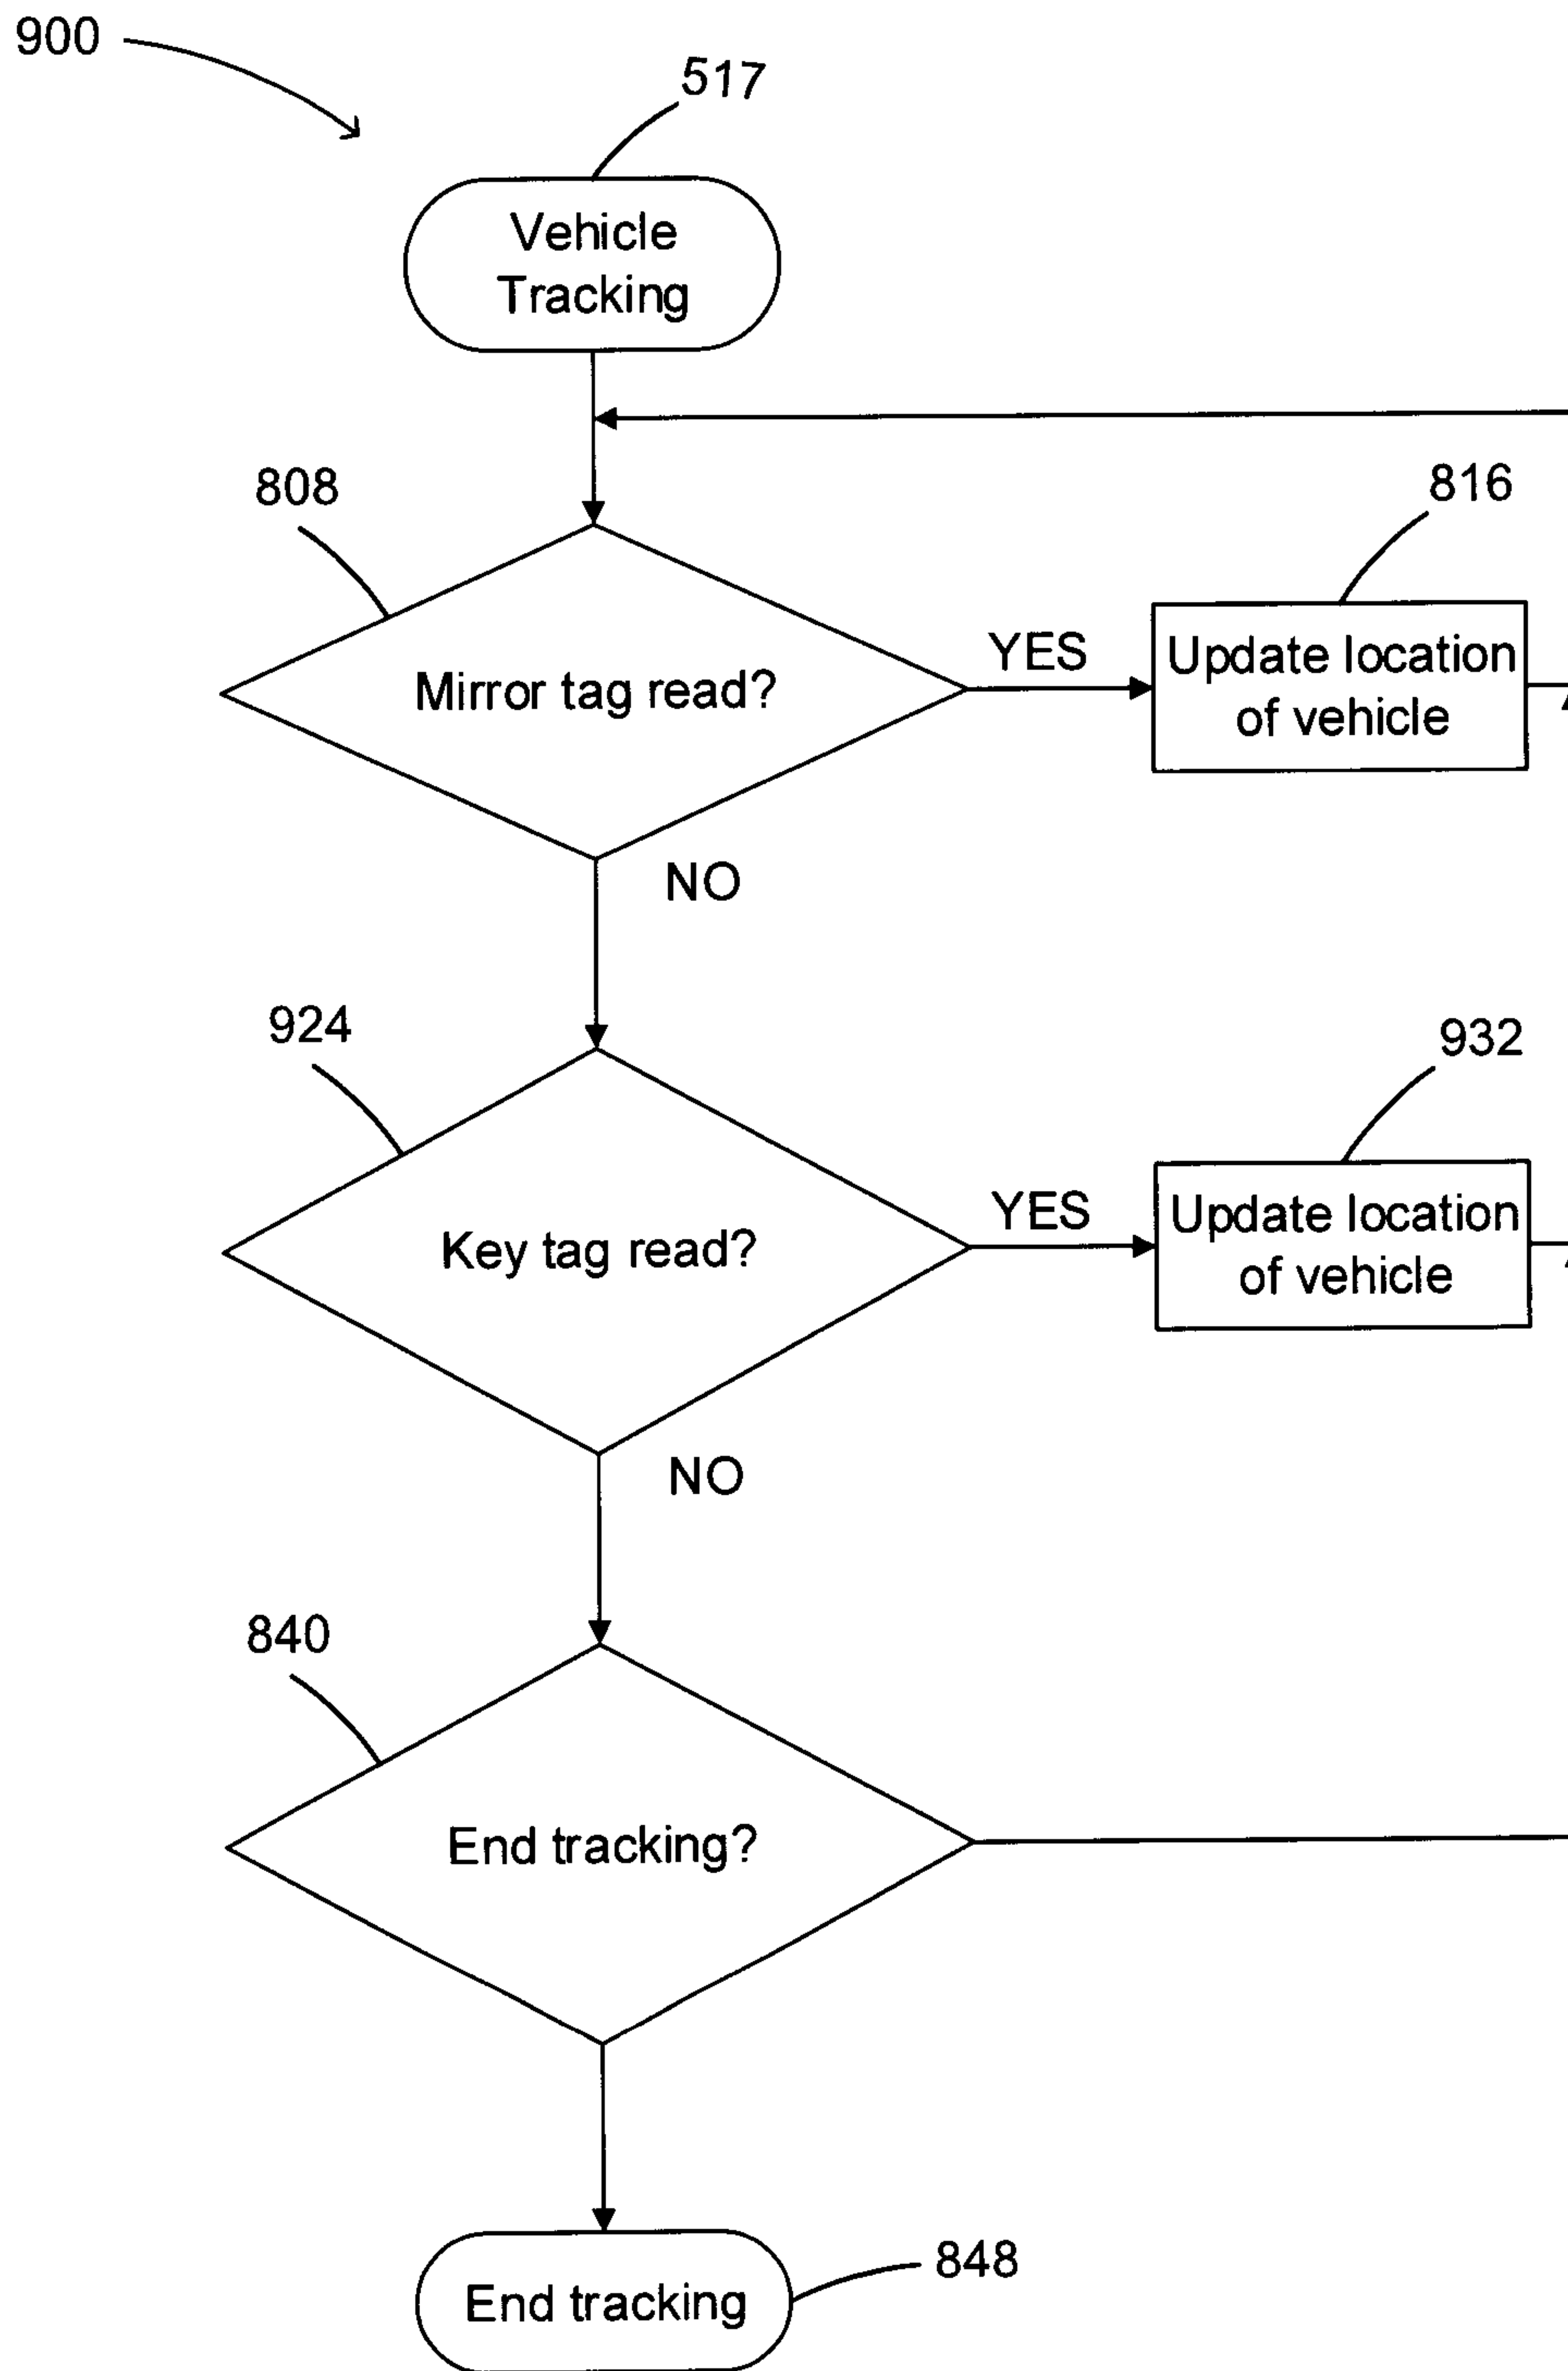 900
517
Vehicle
Tracking
808
816
Mirror tag read?
YES
Update location
of vehicle
NO
924
932
Key tag read?
YES
Update location
of vehicle
NO
840
End tracking?
End tracking
848